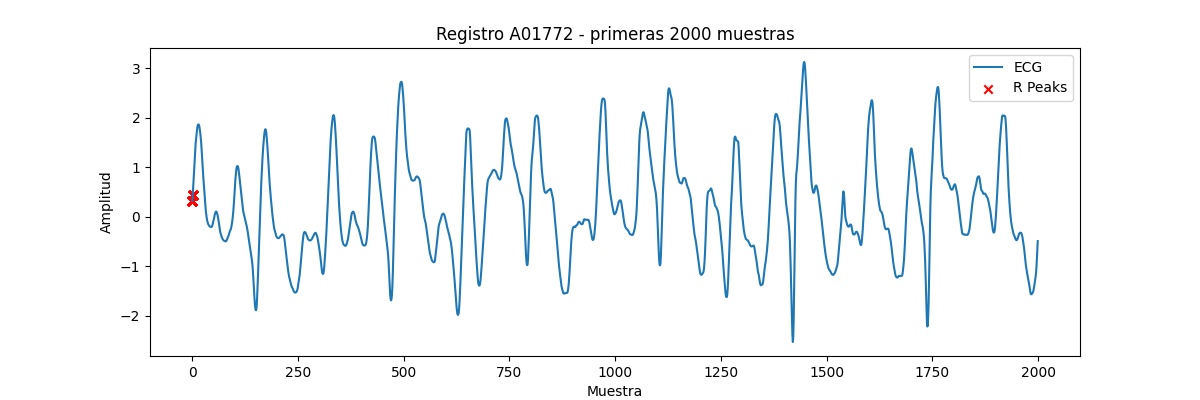 Registro A01772 - primeras 2000 muestras
ECG
R Peaks
Amplitud
3
2
1
0
−1
−2
0 250 500 750 1000 1250 1500 1750 2000
Muestra